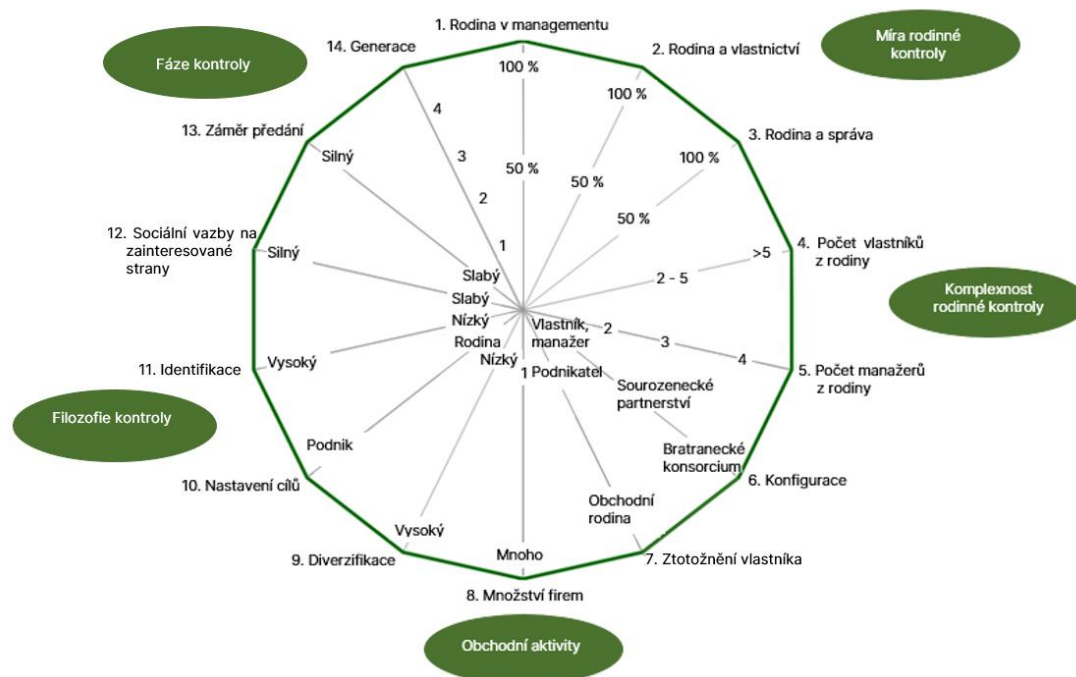 1. Rodina v managementu
14. Generace
2. Rodina a vlastnictví
Míra rodinné
kontroly
Fáze kontroly
100 %
100 %
4
13. Záměr předání
3. Rodina a správa
Silný
3
50 %
50 %
100 %
2
50 %
12. Sociální vazby na
zainteresované
strany
Silný
1
>5
4. Počet vlastníků
z rodiny
Slabý
2 - 5
Slabý
Komplexnost
rodinné kontroly
Nízký
Vlastník,
manažer
2
3
4
Rodina
Nízký
11. Identifikace
Vysoký
1
Podnikatel
5. Počet manažerů
z rodiny
Sourozenecké
partnerství
Filozofie kontroly
Podnik
Bratranecké
konsorcium
10. Nastavení cílů
6. Konfigurace
Obchodní
rodina
Vysoký
Mnoho
9. Diverzifikace
7. Ztotožnění vlastníka
8. Množství firem
Obchodní aktivity